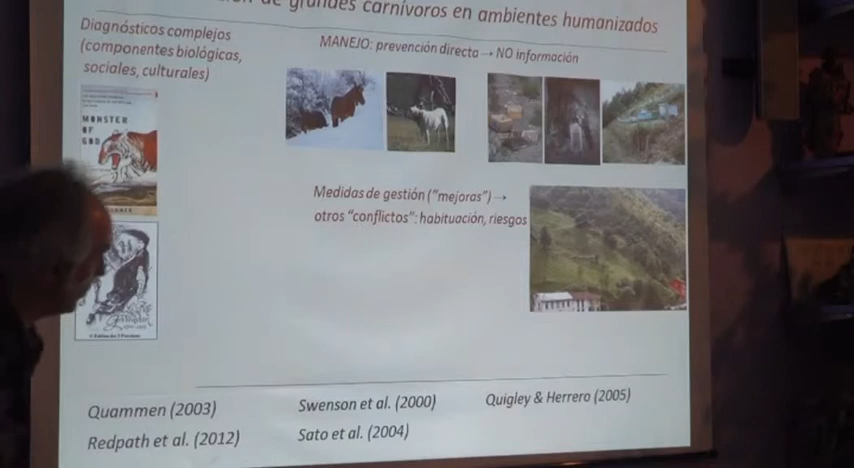 de grandes carnívoros en ambientes humanizados
Diagnósticos complejos
(componentes biológicas,
sociales, culturales)
MANEJO: prevención directa → NO información
MONSTER
OF
GOD
Medidas de gestión ("mejoras") →
otros "conflictos": habituación, riesgos
Quammen (2003)
Swenson et al. (2000)
Quigley & Herrero (2005)
Redpath et al. (2012)
Sato et al. (2004)